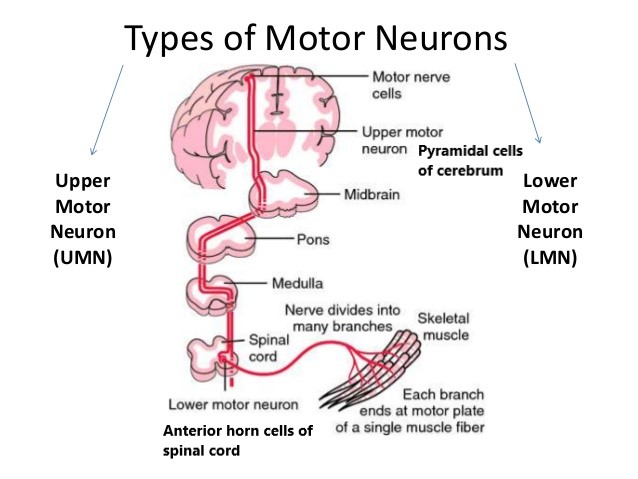 Types of Motor Neurons
Motor nerve
cells
Upper motor
neuron
Pyramidal cells
of cerebrum
Upper
Motor
Neuron
(UMN)
Lower
Motor
Neuron
(LMN)
Midbrain
Pons
Medulla
Nerve divides into
many branches
Skeletal
muscle
Spinal
cord
Each branch
ends at motor plate
of a single muscle fiber
Lower motor neuron
Anterior horn cells of
spinal cord